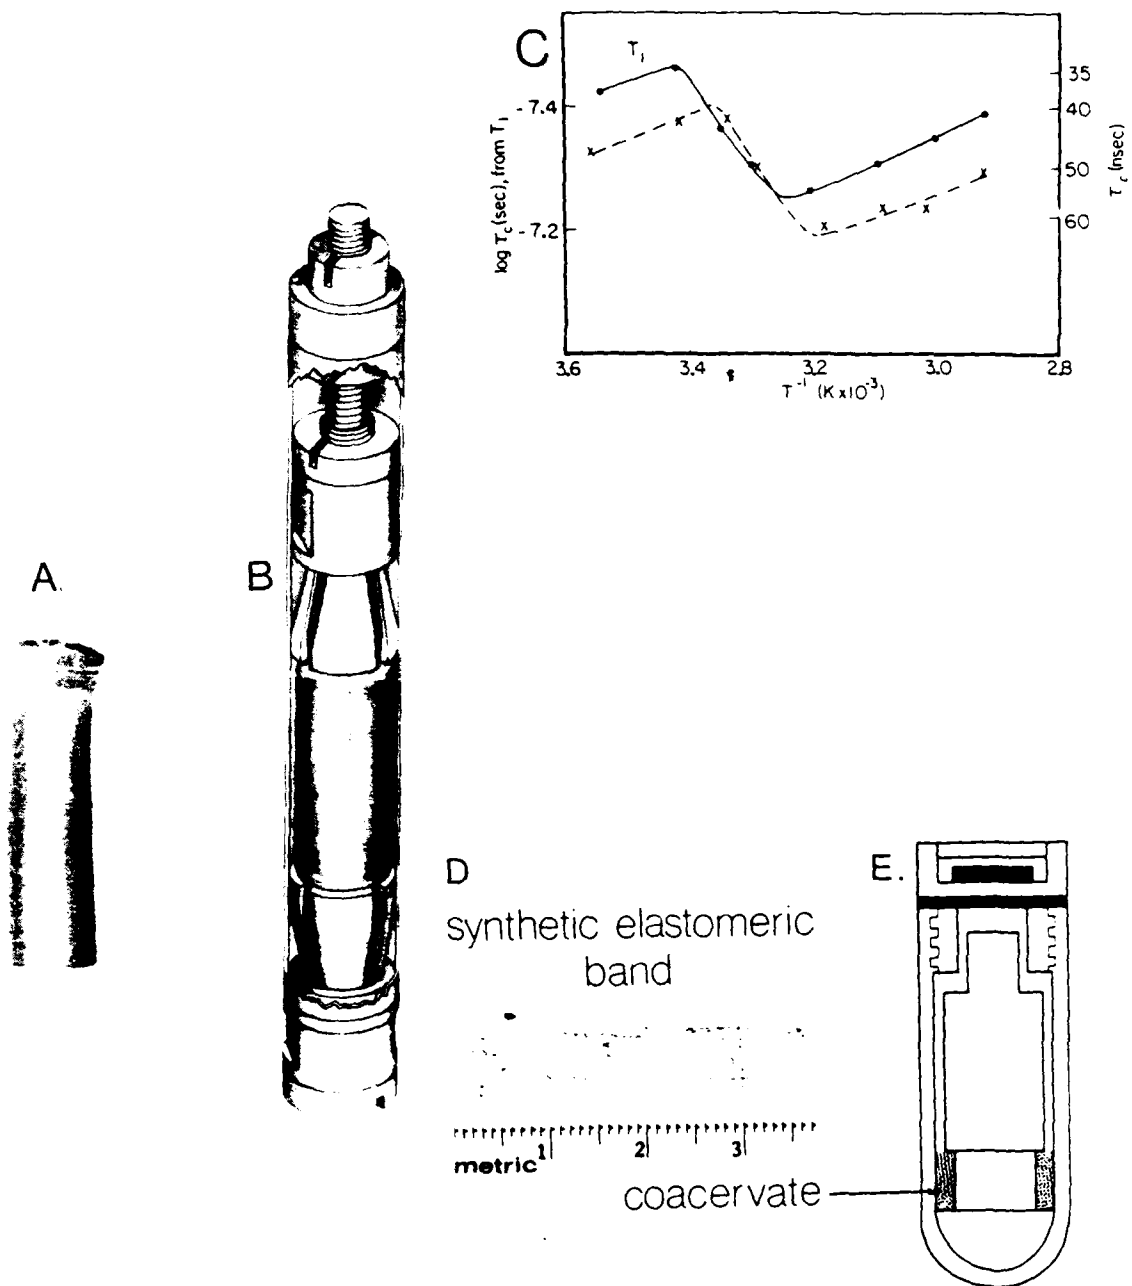 C
T₁
35
-7.4
40
50
-7.2
60
log τc (sec), from T₁
τc (nsec)
3.6
3.4
3.2
3.0
2.8
T⁻¹ (K x10⁻³)
A.
B
D
synthetic elastomeric
band
E.
1 2 3
metric
coacervate